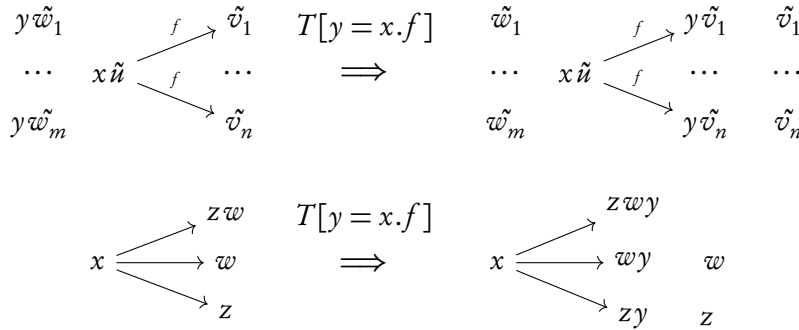 yw̃₁ ṽ₁ T[y = x.f] w̃₁ yṽ₁ ṽ₁
f f
⋯ xũ ⋯ ⟹ ⋯ xũ ⋯ ⋯
f f
yw̃ₘ ṽₙ w̃ₘ yṽₙ ṽₙ
zw T[y = x.f] zwy
x w ⟹ x wy w
z zy z